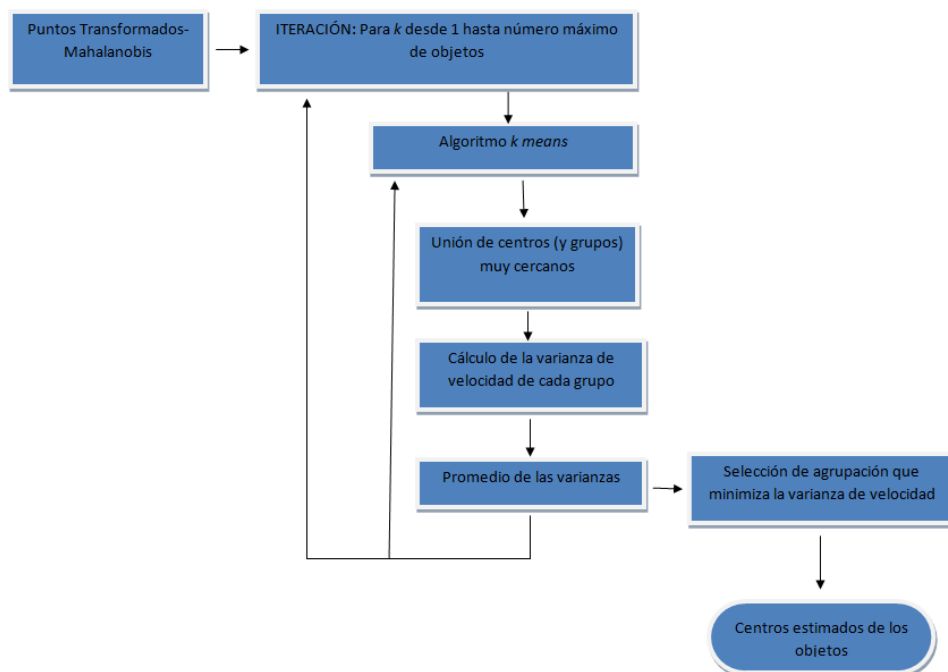 Puntos Transformados-
Mahalanobis
ITERACIÓN: Para k desde 1 hasta número máximo
de objetos
Algoritmo k means
Unión de centros (y grupos)
muy cercanos
Cálculo de la varianza de
velocidad de cada grupo
Promedio de las varianzas
Selección de agrupación que
minimiza la varianza de velocidad
Centros estimados de los
objetos